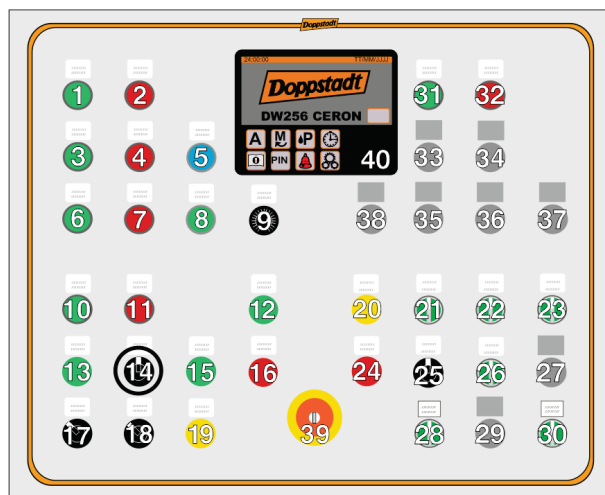 Doppstadt
24:00:00 TT/MM/JJJJ
Doppstadt
DW256 CERON
A M P
PIN
40
1 2 31 32
3 4 5 33 34
6 7 8 9 38 35 36 37
10 11 12 20 21 22 23
13 14 15 16 24 25 26 27
17 18 19 39 28 29 30